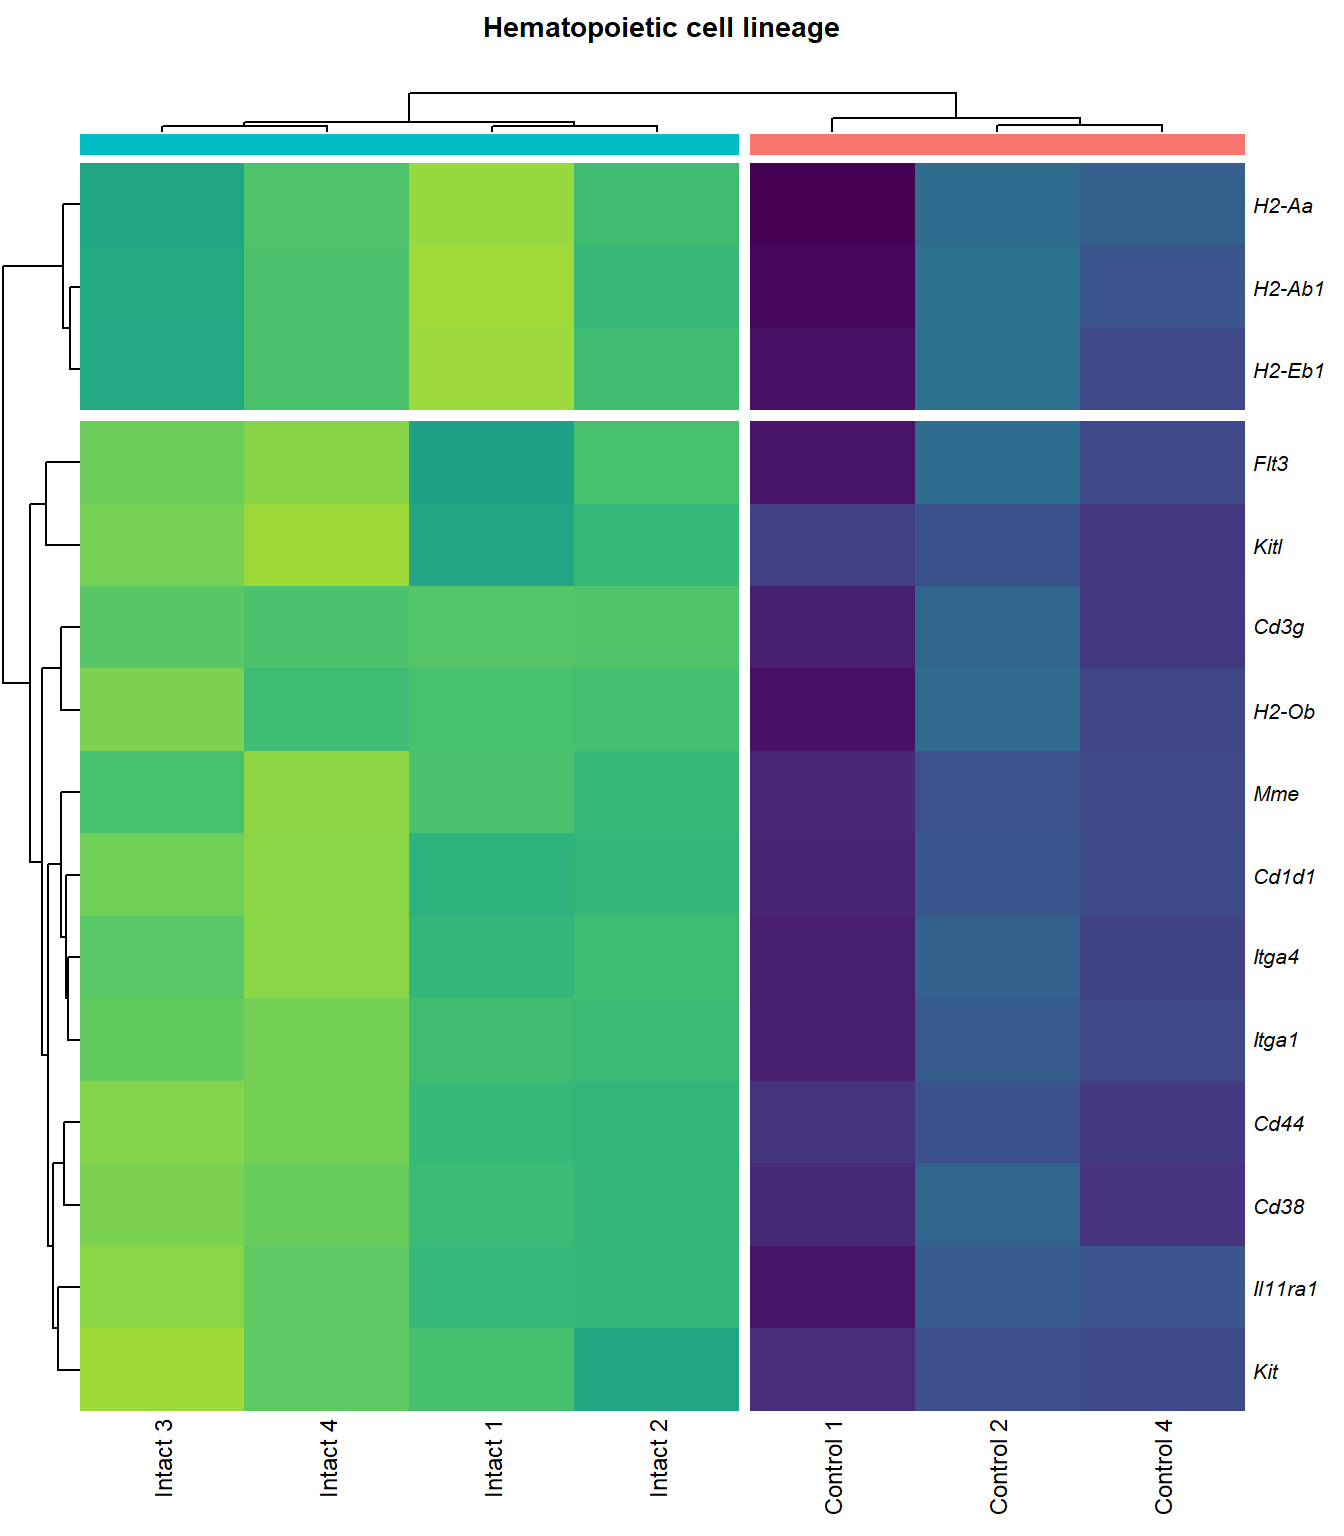 Hematopoietic cell lineage
H2-Aa
H2-Ab1
H2-Eb1
Flt3
Kitl
Cd3g
H2-Ob
Mme
Cd1d1
Itga4
Itga1
Cd44
Cd38
Il11ra1
Kit
Intact 3
Intact 4
Intact 1
Intact 2
Control 1
Control 2
Control 4